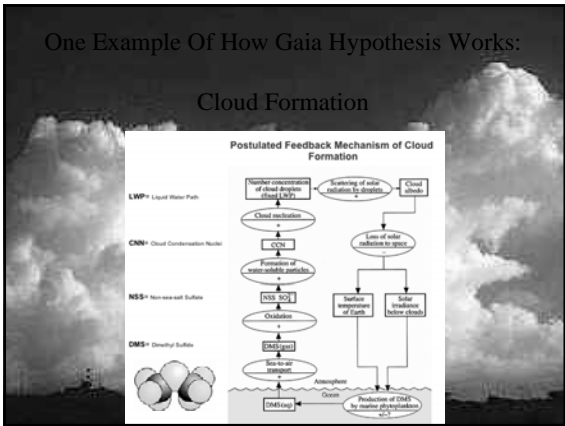 One Example Of How Gaia Hypothesis Works:
Cloud Formation
Postulated Feedback Mechanism of Cloud
Formation
LWP= Liquid Water Path
CNN= Cloud Condensation Nuclei
NSS= Non-sea-salt Sulfate
DMS= Dimethyl Sulfate
Number concentration
of cloud droplets
(fixed LWP)
Scattering of solar
radiation by droplets
+
Cloud
albedo
Cloud nucleation
+
Loss of solar
radiation to space
−
CCN
Formation of
water-soluble particles
+
NSS SO
Surface
temperature
of Earth
Solar
irradiance
below clouds
Oxidation
+
DMS(gas)
Sea-to-air
transport
+
Atmosphere
Ocean
DMS(aq)
Production of DMS
by marine phytoplankton
+/−?